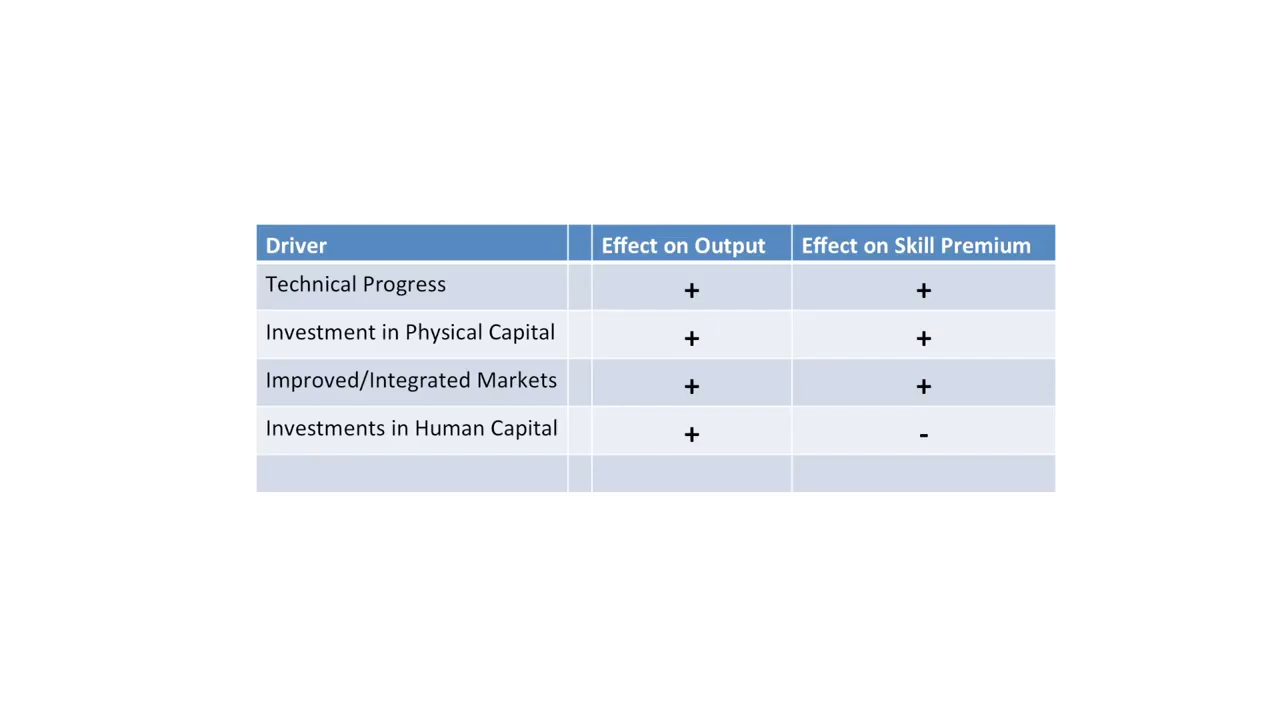 Driver Effect on Output Effect on Skill Premium
Technical Progress + +
Investment in Physical Capital + +
Improved/Integrated Markets + +
Investments in Human Capital + -